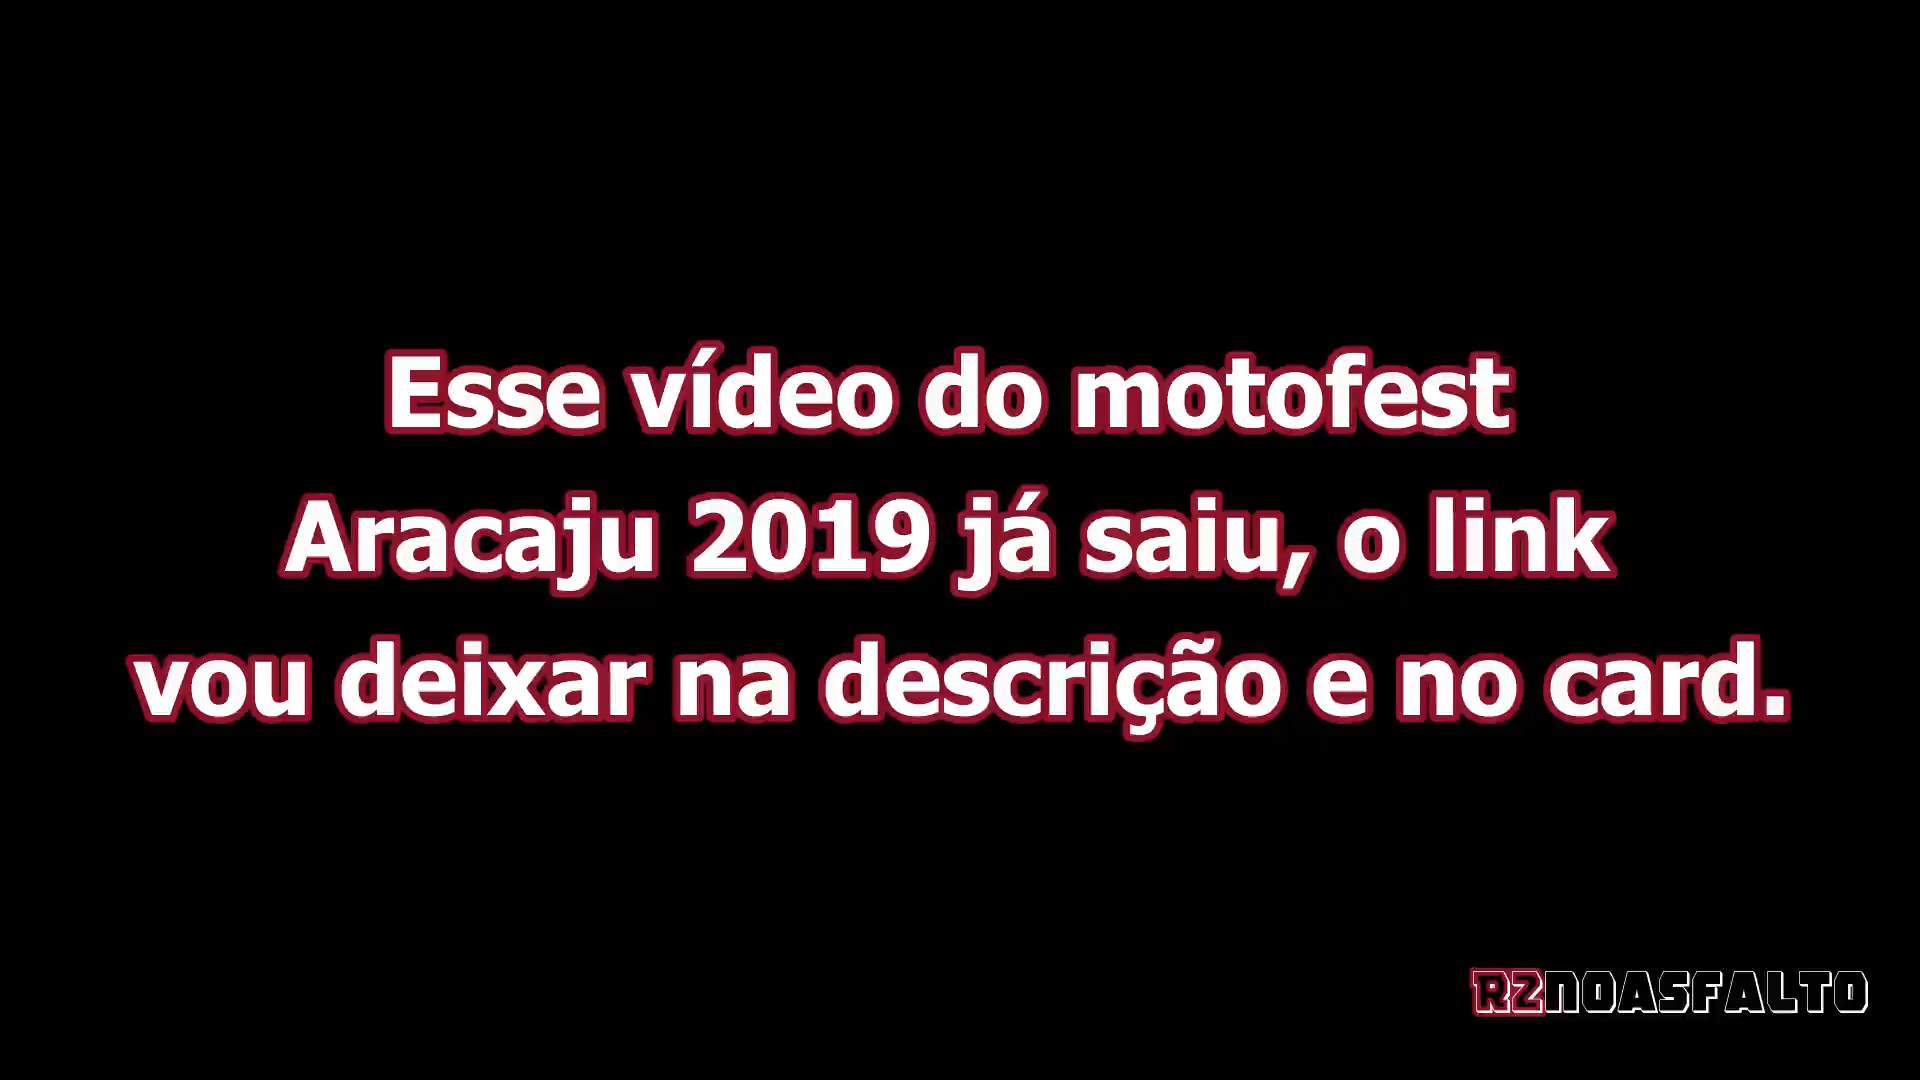 Esse vídeo do motofest
Aracaju 2019 já saiu, o link
vou deixar na descrição e no card.
RZNOASFALTO